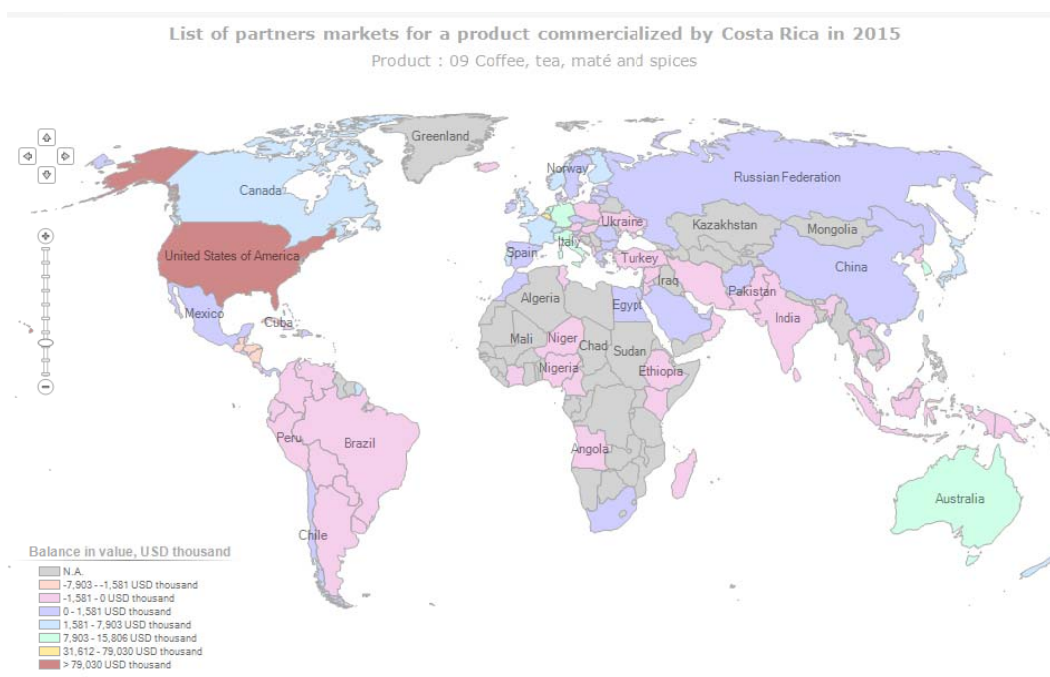 List of partners markets for a product commercialized by Costa Rica in 2015
Product : 09 Coffee, tea, maté and spices
Greenland
Norway
Russian Federation
Canada
Ukraine
Kazakhstan
Mongolia
Italy
United States of America
Spain
Turkey
China
Iraq
Pakistan
Algeria
Egypt
Mexico
India
Cuba
Mali
Niger
Chad
Sudan
Nigeria
Ethiopia
Peru
Brazil
Angola
Australia
Chile
Balance in value, USD thousand
N.A.
-7,903 - -1,581 USD thousand
-1,581 - 0 USD thousand
0 - 1,581 USD thousand
1,581 - 7,903 USD thousand
7,903 - 15,806 USD thousand
31,612 - 79,030 USD thousand
> 79,030 USD thousand